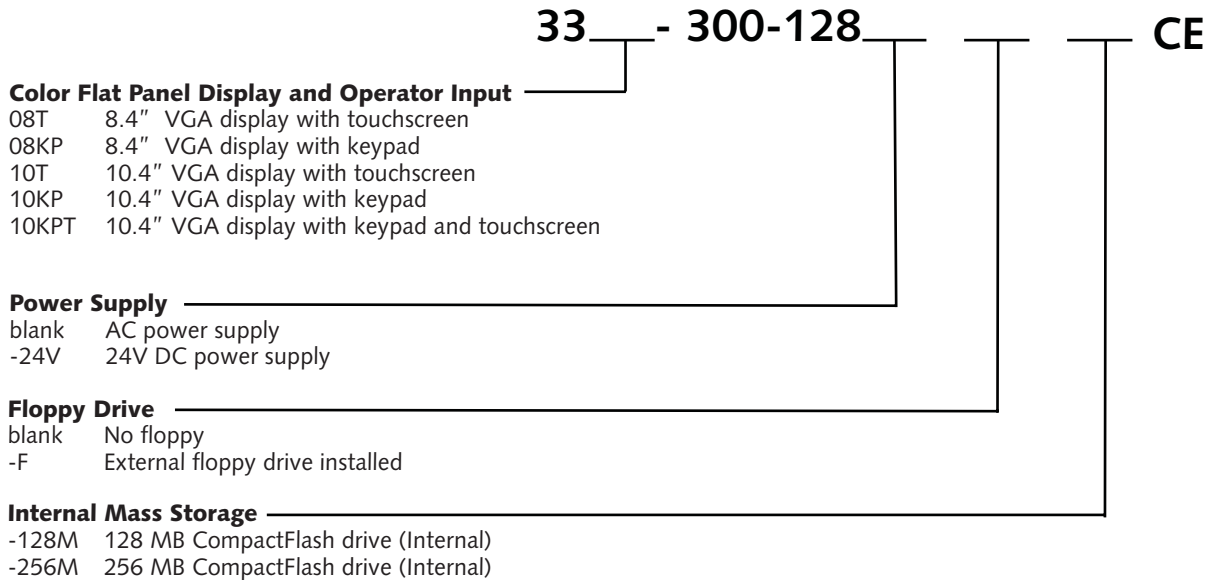 33___- 300-128___ ___ ___ CE
Color Flat Panel Display and Operator Input
08T 8.4" VGA display with touchscreen
08KP 8.4" VGA display with keypad
10T 10.4" VGA display with touchscreen
10KP 10.4" VGA display with keypad
10KPT 10.4" VGA display with keypad and touchscreen
Power Supply
blank AC power supply
-24V 24V DC power supply
Floppy Drive
blank No floppy
-F External floppy drive installed
Internal Mass Storage
-128M 128 MB CompactFlash drive (Internal)
-256M 256 MB CompactFlash drive (Internal)